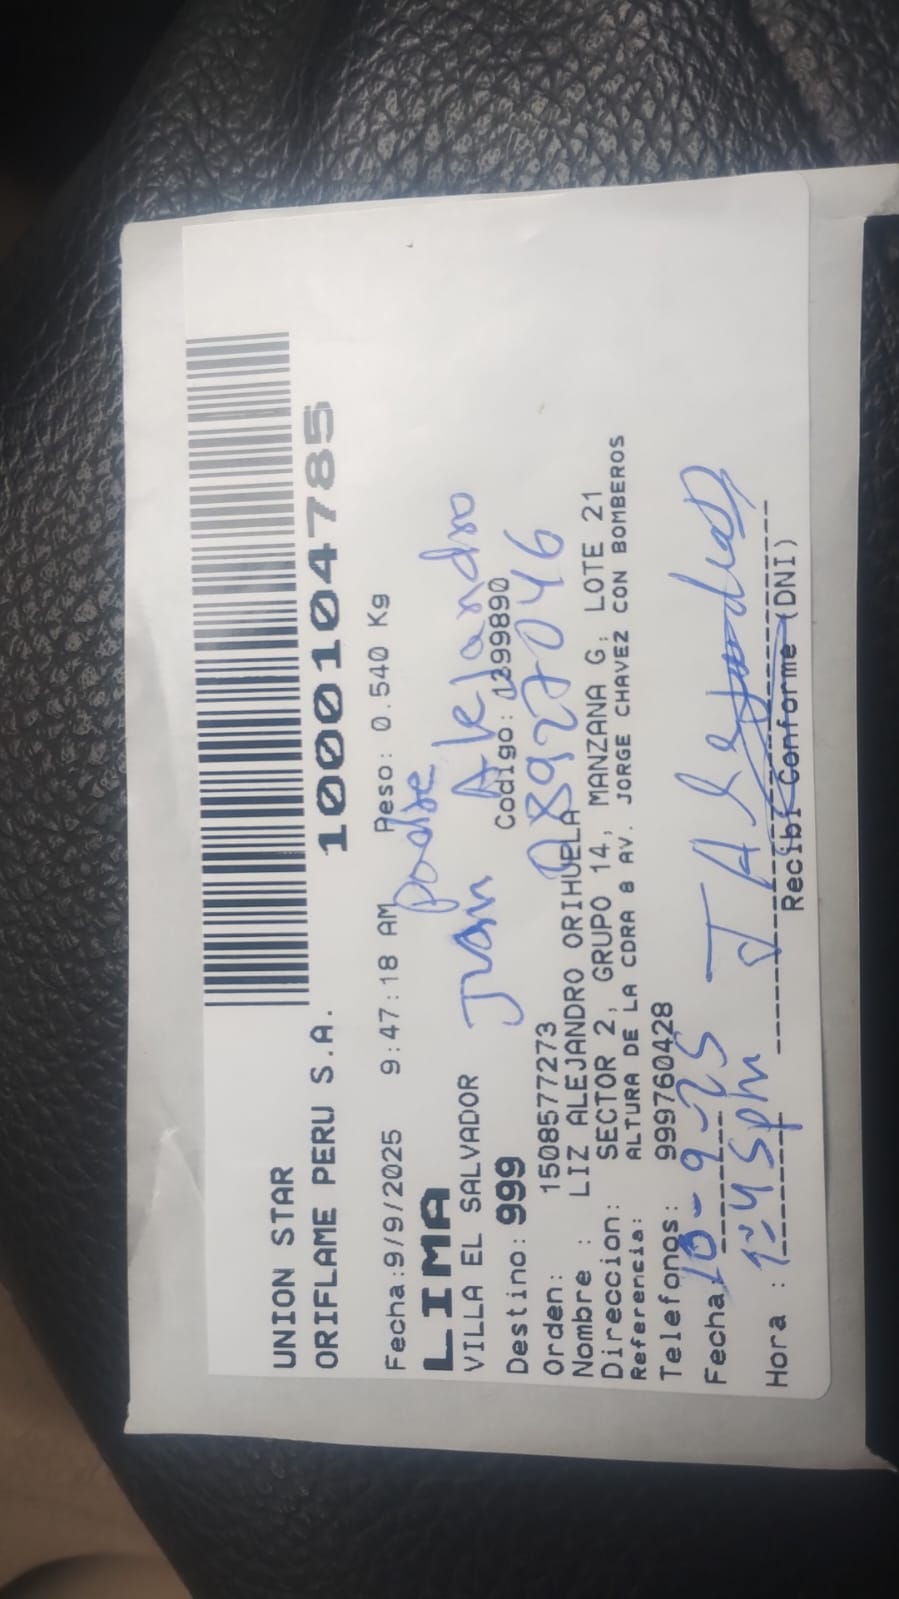 UNION STAR
ORIFLAME PERU S.A.
1000104785
Fecha:9/9/2025 9:47:18 AM Peso: 0.540 Kg
LIMA
padre
VILLA EL SALVADOR
Juan Alejandro
Destino: 999 Codigo: 1299890
08927046
Orden: 1508577273
Nombre : LIZ ALEJANDRO ORIHUELA
Direccion: SECTOR 2, GRUPO 14, MANZANA G; LOTE 21
Referencia: ALTURA DE LA CDRA 8 AV. JORGE CHAVEZ CON BOMBEROS
Telefonos: 999760428
Fecha: 10-9-25
Hora : 1:45pm
Recibi Conforme (DNI)